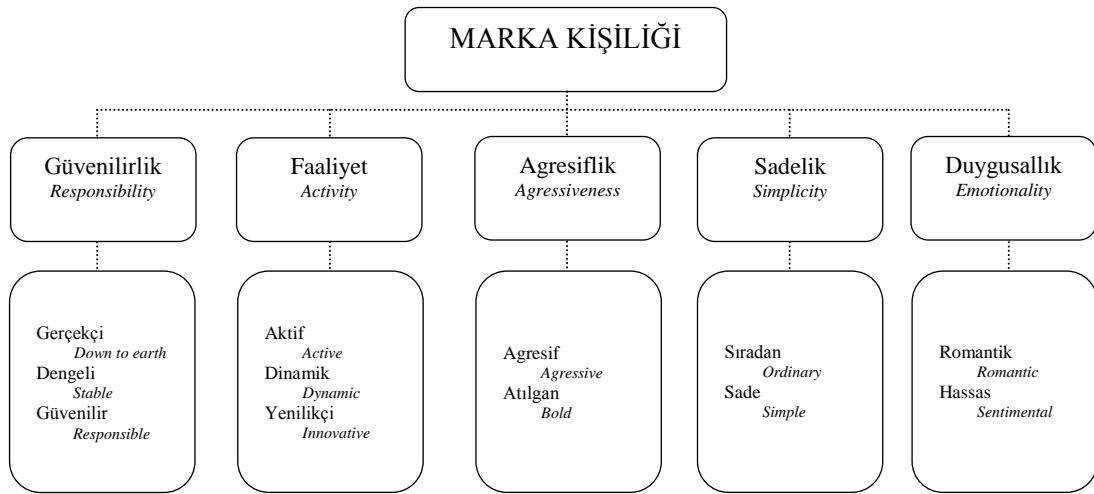 MARKA KİŞİLİĞİ
Güvenilirlik
Responsibility
Faaliyet
Activity
Agresiflik
Agressiveness
Sadelik
Simplicity
Duygusallık
Emotionality
Gerçekçi
Down to earth
Dengeli
Stable
Güvenilir
Responsible
Aktif
Active
Dinamik
Dynamic
Yenilikçi
Innovative
Agresif
Agressive
Atılgan
Bold
Sıradan
Ordinary
Sade
Simple
Romantik
Romantic
Hassas
Sentimental